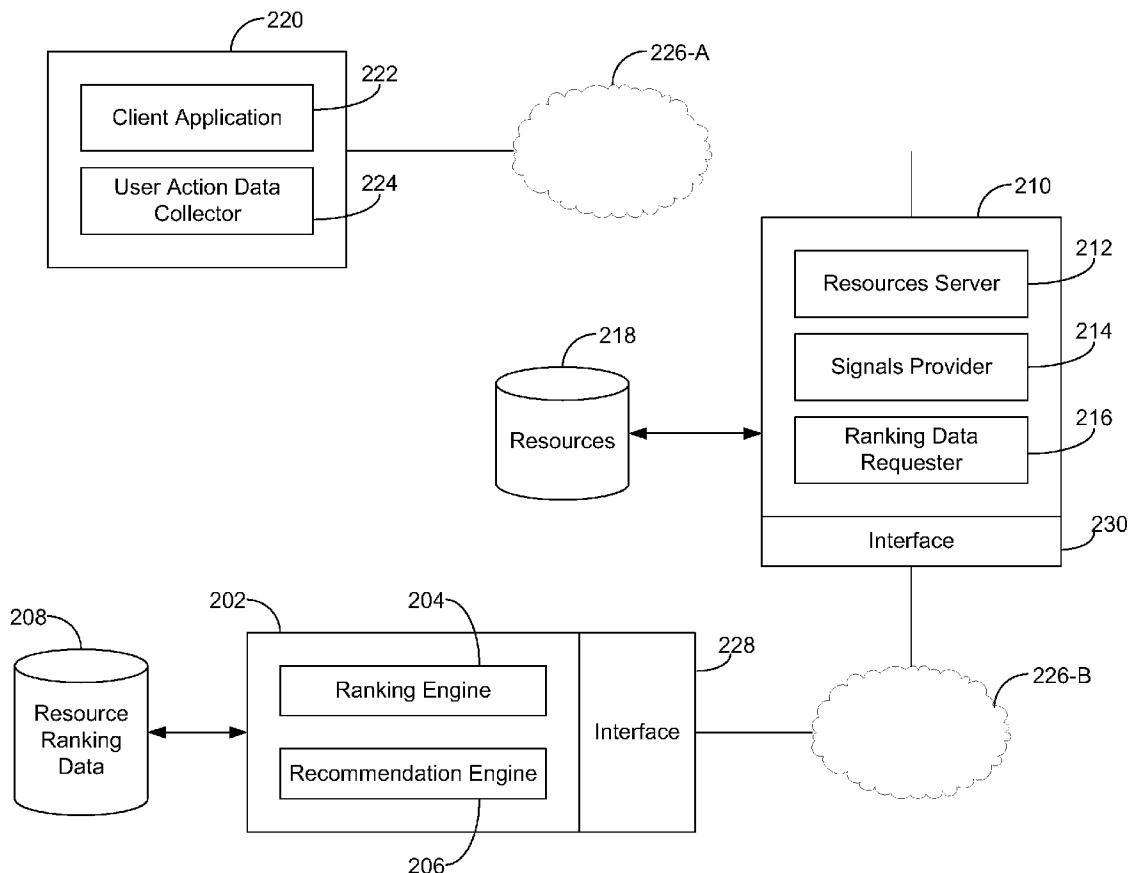 220
226-A
222
Client Application
User Action Data
Collector
224
210
212
Resources Server
218
214
Signals Provider
Resources
216
Ranking Data
Requester
230
Interface
202
204
208
228
226-B
Ranking Engine
Resource
Ranking
Data
Interface
Recommendation Engine
206